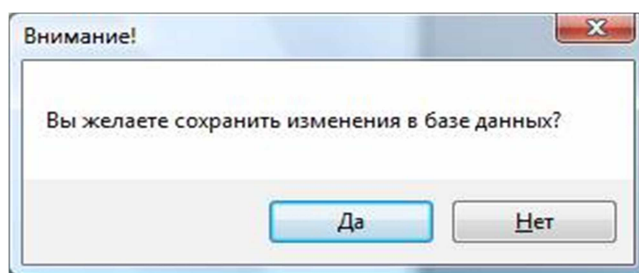 Внимание!
Вы желаете сохранить изменения в базе данных?
Да
Нет